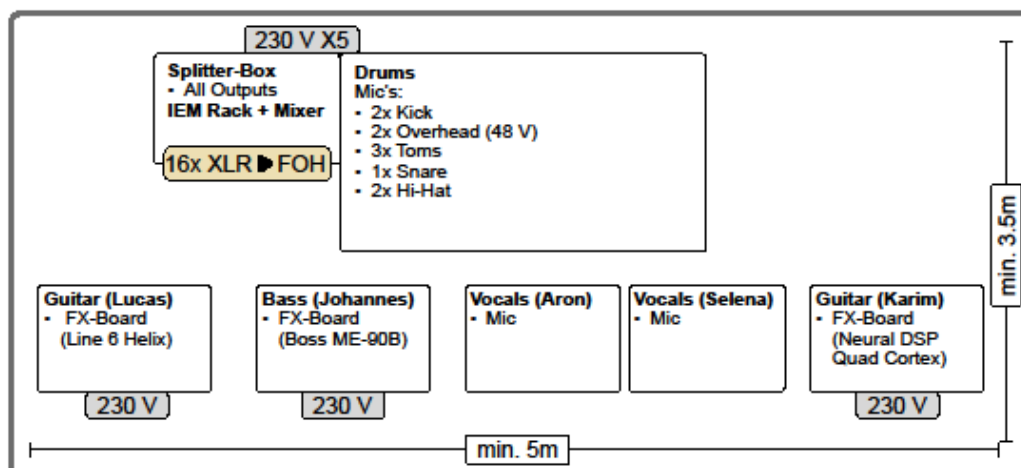 230 V X5
Splitter-Box
• All Outputs
IEM Rack + Mixer
16x XLR ▶ FOH
Drums
Mic's:
• 2x Kick
• 2x Overhead (48 V)
• 3x Toms
• 1x Snare
• 2x Hi-Hat
min. 3.5m
Guitar (Lucas)
• FX-Board
(Line 6 Helix)
230 V
Bass (Johannes)
• FX-Board
(Boss ME-90B)
230 V
Vocals (Aron)
• Mic
Vocals (Selena)
• Mic
Guitar (Karim)
• FX-Board
(Neural DSP
Quad Cortex)
230 V
min. 5m